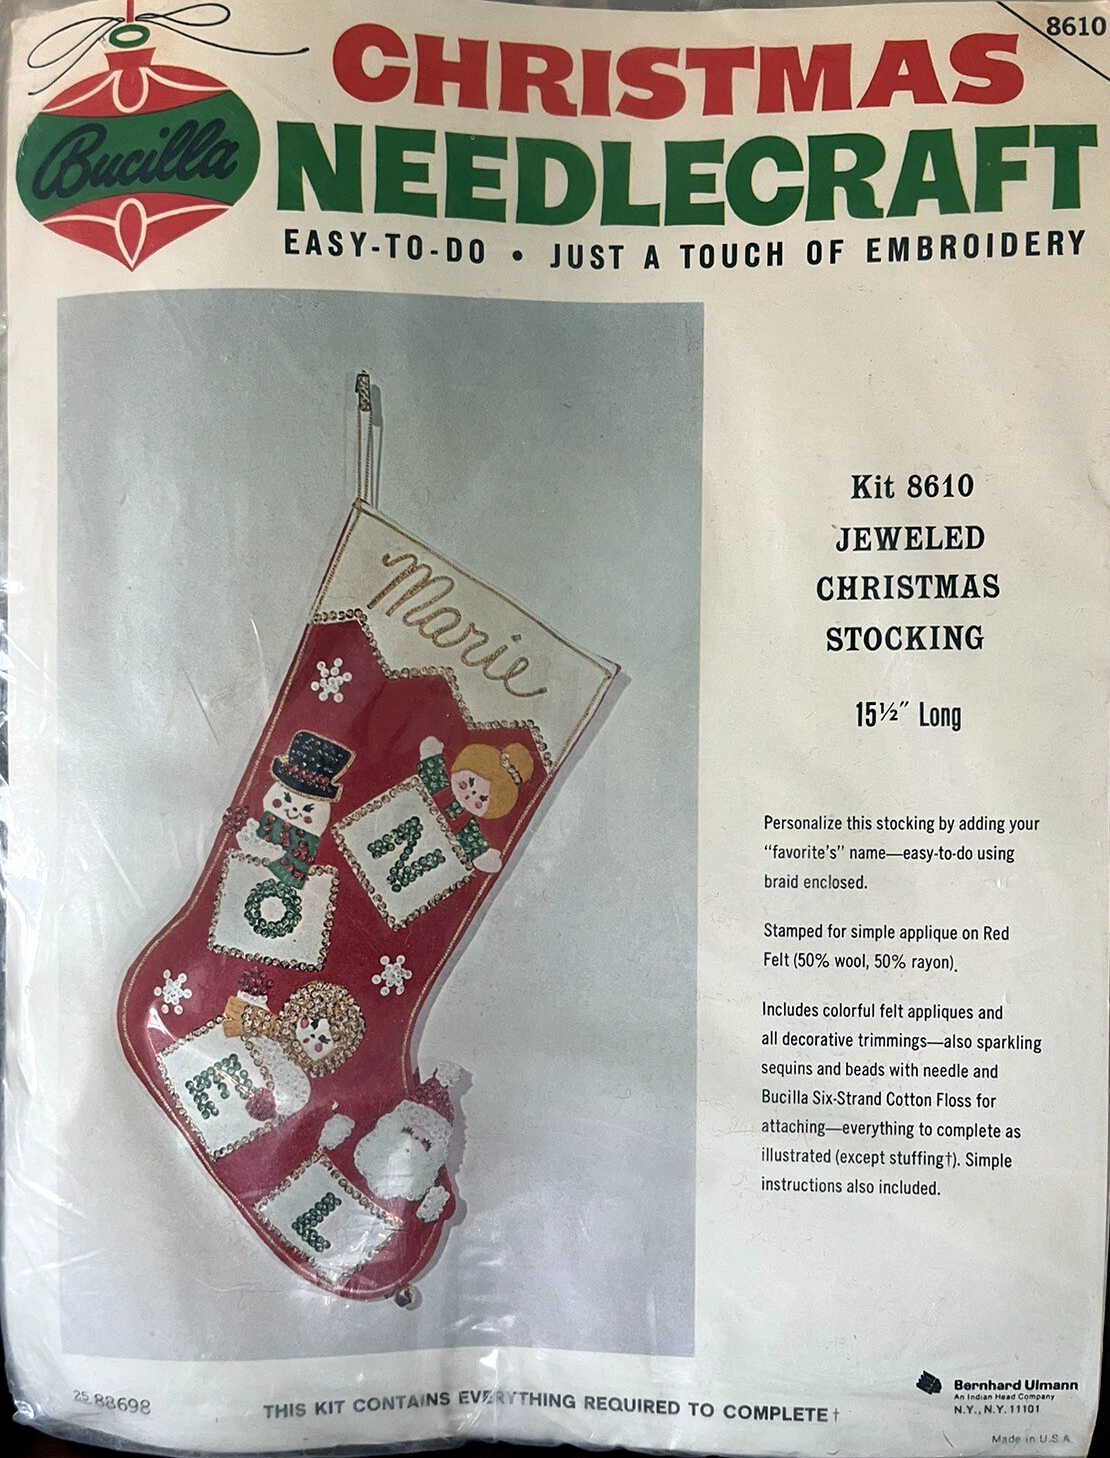 8610
Bucilla
CHRISTMAS
NEEDLECRAFT
EASY-TO-DO • JUST A TOUCH OF EMBROIDERY
Marie
N
O
E
L
Kit 8610
JEWELED
CHRISTMAS
STOCKING
15½" Long
Personalize this stocking by adding your
“favorite’s” name—easy-to-do using
braid enclosed.
Stamped for simple applique on Red
Felt (50% wool, 50% rayon).
Includes colorful felt appliques and
all decorative trimmings—also sparkling
sequins and beads with needle and
Bucilla Six-Strand Cotton Floss for
attaching—everything to complete as
illustrated (except stuffing†). Simple
instructions also included.
25 88698
THIS KIT CONTAINS EVERYTHING REQUIRED TO COMPLETE†
Bernhard Ulmann
An Indian Head Company
N.Y., N.Y. 11101
Made in U.S.A.